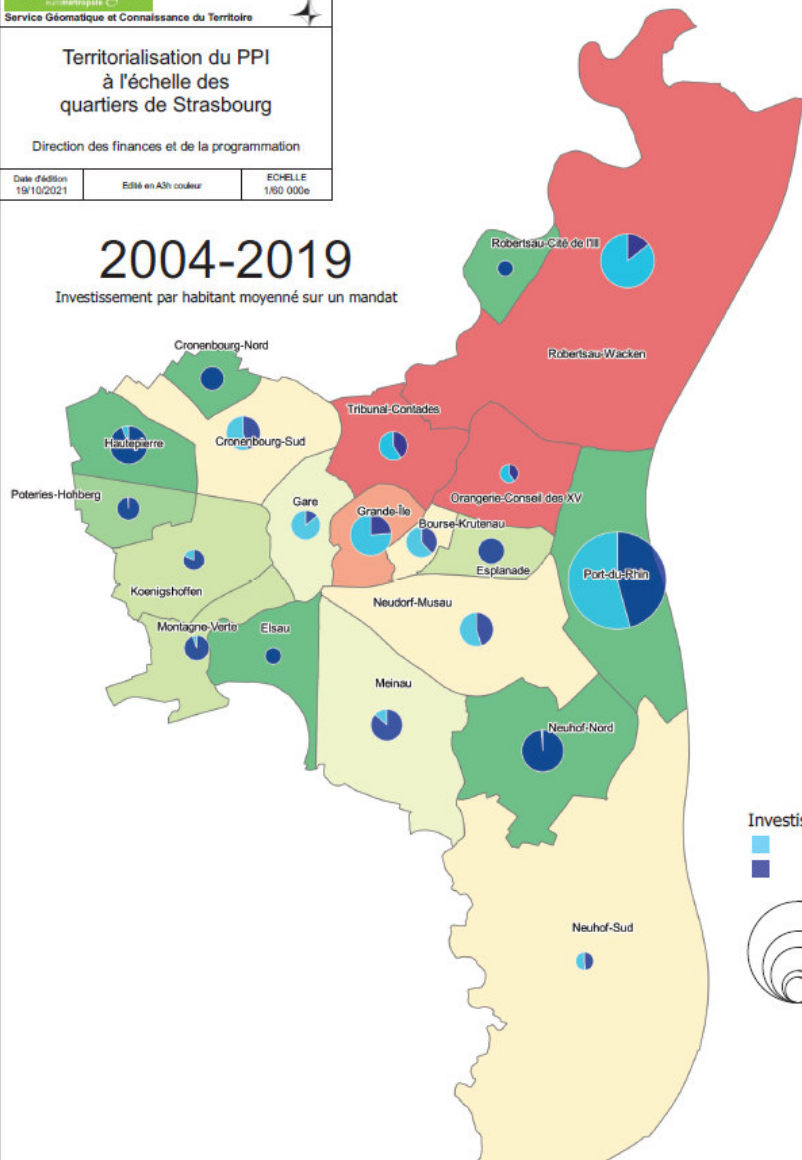 eurométropole
Service Géomatique et Connaissance du Territoire
Territorialisation du PPI
à l'échelle des
quartiers de Strasbourg
Direction des finances et de la programmation
Date d'édition
19/10/2021
Edité en A3h couleur
ECHELLE
1/60 000e
2004-2019
Investissement par habitant moyenné sur un mandat
Robertsau-Cité de l'Ill
Robertsau-Wacken
Cronenbourg-Nord
Tribunal-Contades
Hautepierre
Cronenbourg-Sud
Poteries-Hohberg
Gare
Grande-Île
Orangerie-Conseil des XV
Bourse-Krutenau
Esplanade
Port-du-Rhin
Koenigshoffen
Neudorf-Musau
Montagne-Verte
Elsau
Meinau
Neuhof-Nord
Investis
Neuhof-Sud